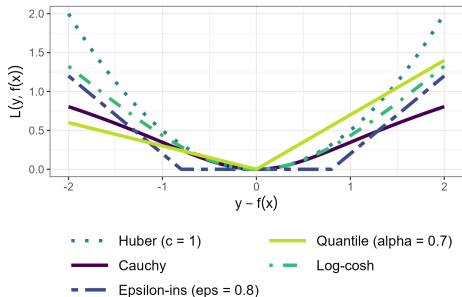 2.0
1.5
1.0
0.5
0.0
L(y, f(x))
-2
-1
0
1
2
y − f(x)
Huber (c = 1)
Quantile (alpha = 0.7)
Cauchy
Log-cosh
Epsilon-ins (eps = 0.8)